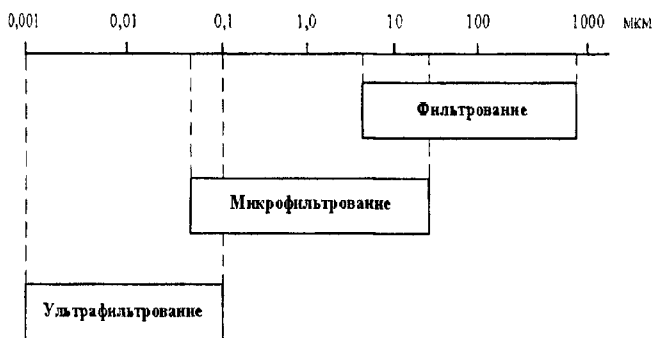 0,001 0,01 0,1 1,0 10 100 1000 мкм
Фильтрование
Микрофильтрование
Ультрафильтрование